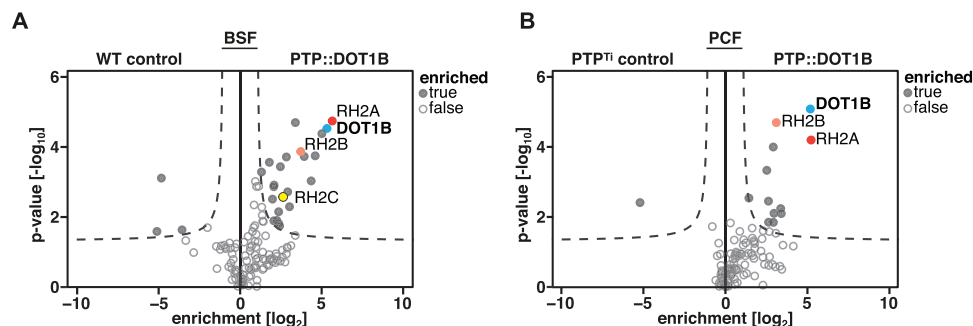 A
BSF
WT control
PTP::DOT1B
6
4
2
0
p-value [-log10]
RH2A
DOT1B
RH2B
RH2C
enriched
true
false
−10
−5
0
5
10
enrichment [log2]
B
PCF
PTPTi control
PTP::DOT1B
6
4
2
0
p-value [-log10]
DOT1B
RH2B
RH2A
enriched
true
false
−10
−5
0
5
10
enrichment [log2]